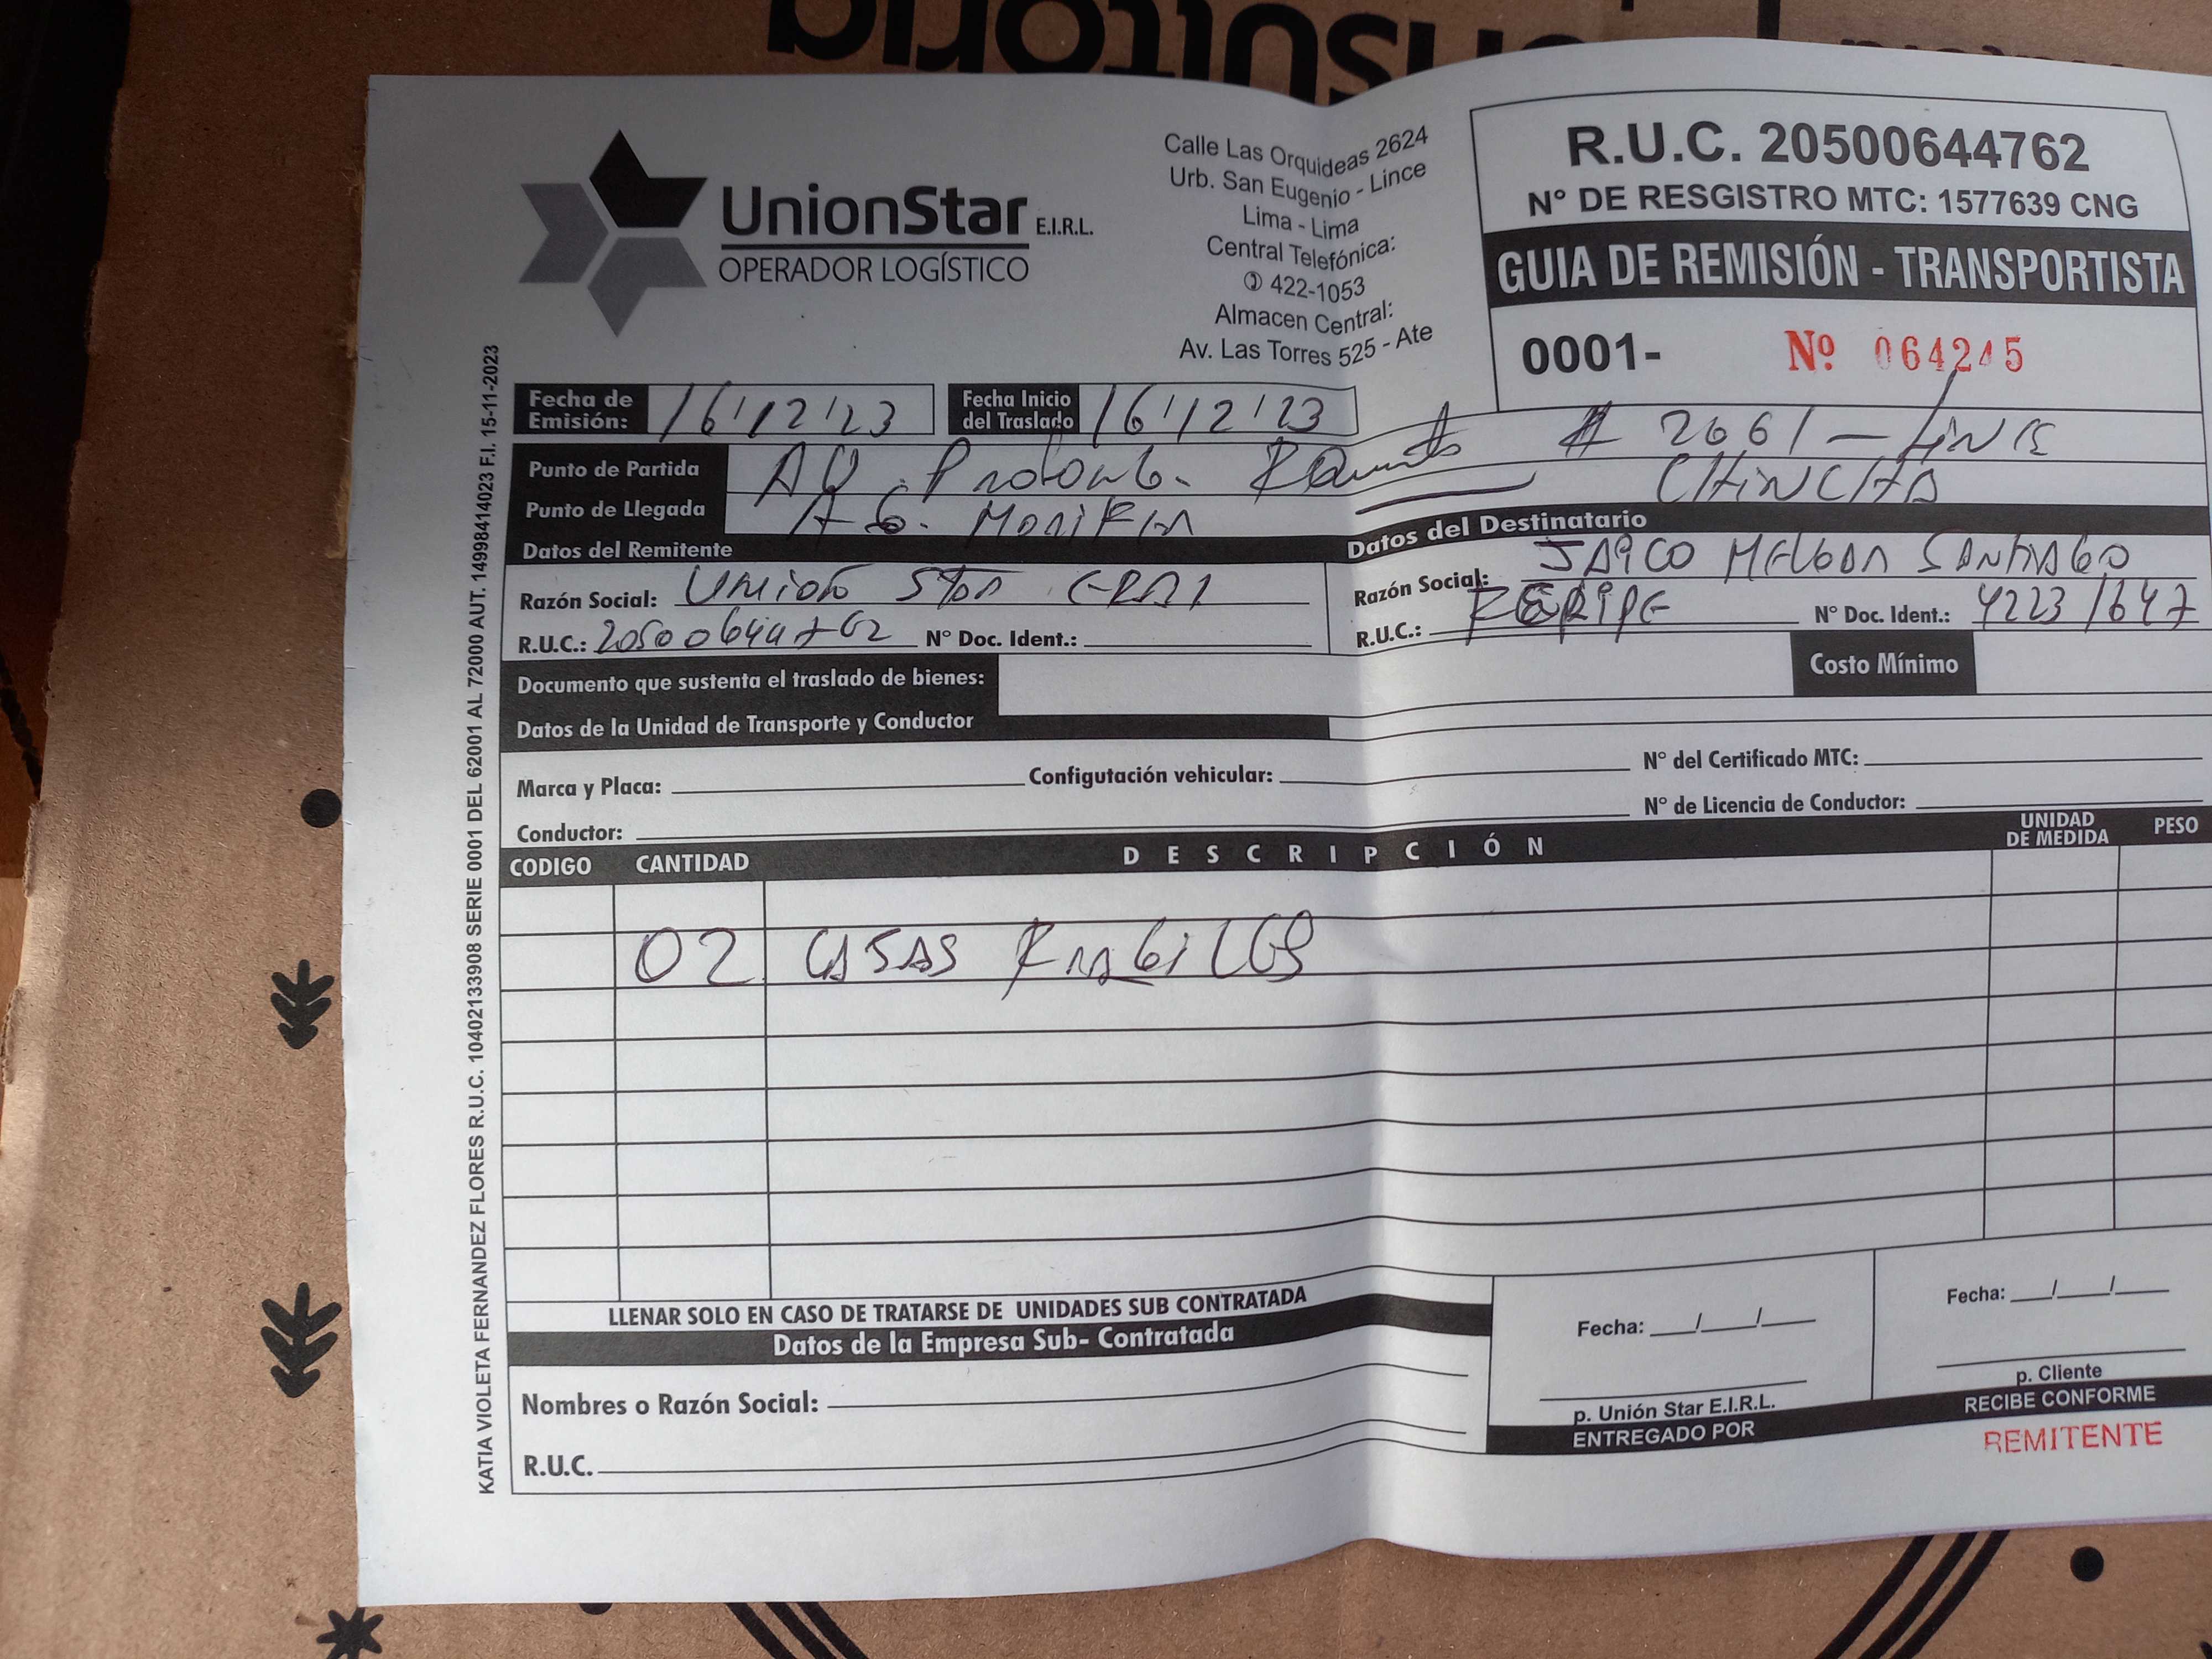 nsultoria
UnionStar E.I.R.L.
OPERADOR LOGÍSTICO
Calle Las Orquideas 2624
Urb. San Eugenio - Lince
Lima - Lima
Central Telefónica:
422-1053
Almacen Central:
Av. Las Torres 525 - Ate
R.U.C. 20500644762
N° DE RESGISTRO MTC: 1577639 CNG
GUIA DE REMISIÓN - TRANSPORTISTA
0001- Nº 064245
KATIA VIOLETA FERNANDEZ FLORES R.U.C. 10402133908 SERIE 0001 DEL 62001 AL 72000 AUT. 14998414023 F.I. 15-11-2023
Fecha de Emisión: 16'12'23 Fecha Inicio del Traslado 16'12'23
Punto de Partida # 2661 -
Punto de Llegada AG. CHINCHA
Datos del Remitente
Razón Social: Union Star
R.U.C.: 20500644762 N° Doc. Ident.:
Datos del Destinatario
Razón Social: SANTIAGO
R.U.C.: N° Doc. Ident.: 42231647
Documento que sustenta el traslado de bienes:
Costo Mínimo
Datos de la Unidad de Transporte y Conductor
Marca y Placa: Configutación vehicular: N° del Certificado MTC:
Conductor: N° de Licencia de Conductor:
CODIGO CANTIDAD DESCRIPCIÓN UNIDAD DE MEDIDA PESO
02
LLENAR SOLO EN CASO DE TRATARSE DE UNIDADES SUB CONTRATADA
Datos de la Empresa Sub- Contratada
Nombres o Razón Social:
R.U.C.
Fecha: / /
p. Unión Star E.I.R.L.
ENTREGADO POR
Fecha: / /
p. Cliente
RECIBE CONFORME
REMITENTE